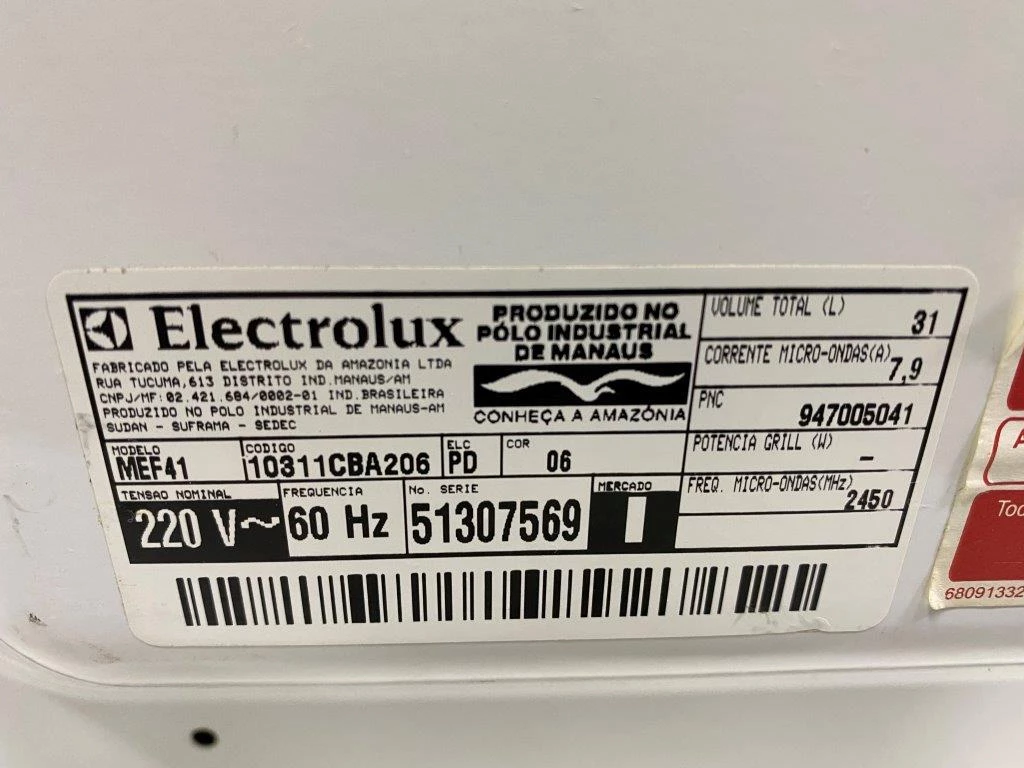 Electrolux
PRODUZIDO NO
PÓLO INDUSTRIAL
DE MANAUS
CONHEÇA A AMAZÔNIA
FABRICADO PELA ELECTROLUX DA AMAZONIA LTDA
RUA TUCUMA,613 DISTRITO IND.MANAUS/AM
CNPJ/MF:02.421.684/0002-01 IND.BRASILEIRA
PRODUZIDO NO POLO INDUSTRIAL DE MANAUS-AM
SUDAN - SUFRAMA - SEDEC
VOLUME TOTAL (L) 31
CORRENTE MICRO-ONDAS(A) 7,9
PNC 947005041
POTENCIA GRILL (W) -
FREQ. MICRO-ONDAS(MHz) 2450
MODELO MEF41
CODIGO 10311CBA206
ELC PD
COR 06
TENSAO NOMINAL 220 V~
FREQUENCIA 60 Hz
No. SERIE 51307569
MERCADO I
68091332